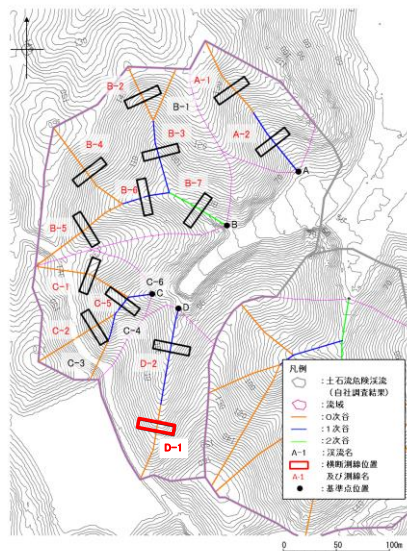 A-1
B-2
B-1
B-3
A-2
B-4
A
B-6
B-7
B
B-5
C-1
C-6
C-5
C
D
C-2
C-4
D-2
C-3
D-1
凡例
：土石流危険渓流
（自社調査結果）
：流域
：0次谷
：1次谷
：2次谷
A-1
：渓流名
：横断測線位置
A-1
及び測線名
：基準点位置
0
50
100m